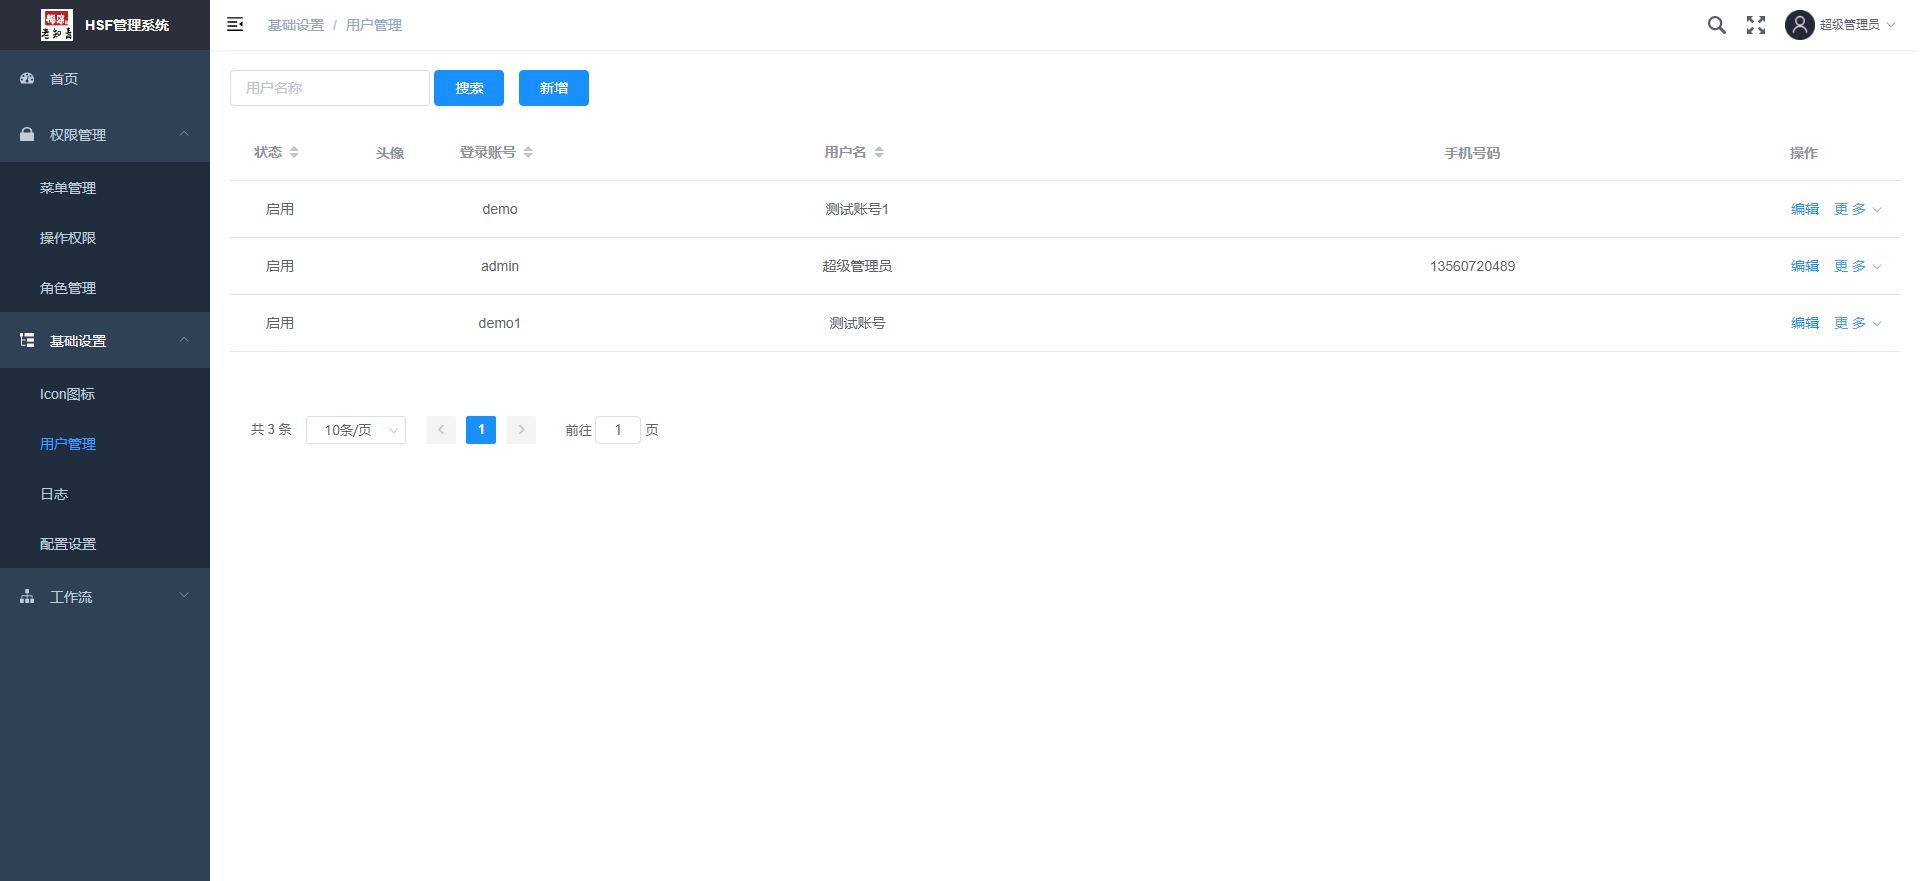 HSF管理系统
基础设置 / 用户管理
超级管理员
首页
权限管理
菜单管理
操作权限
角色管理
基础设置
Icon图标
用户管理
日志
配置设置
工作流
用户名称 搜索 新增
状态 头像 登录账号 用户名 手机号码 操作
启用 demo 测试账号1 编辑 更多
启用 admin 超级管理员 13560720489 编辑 更多
启用 demo1 测试账号 编辑 更多
共 3 条 10条/页 1 前往 1 页